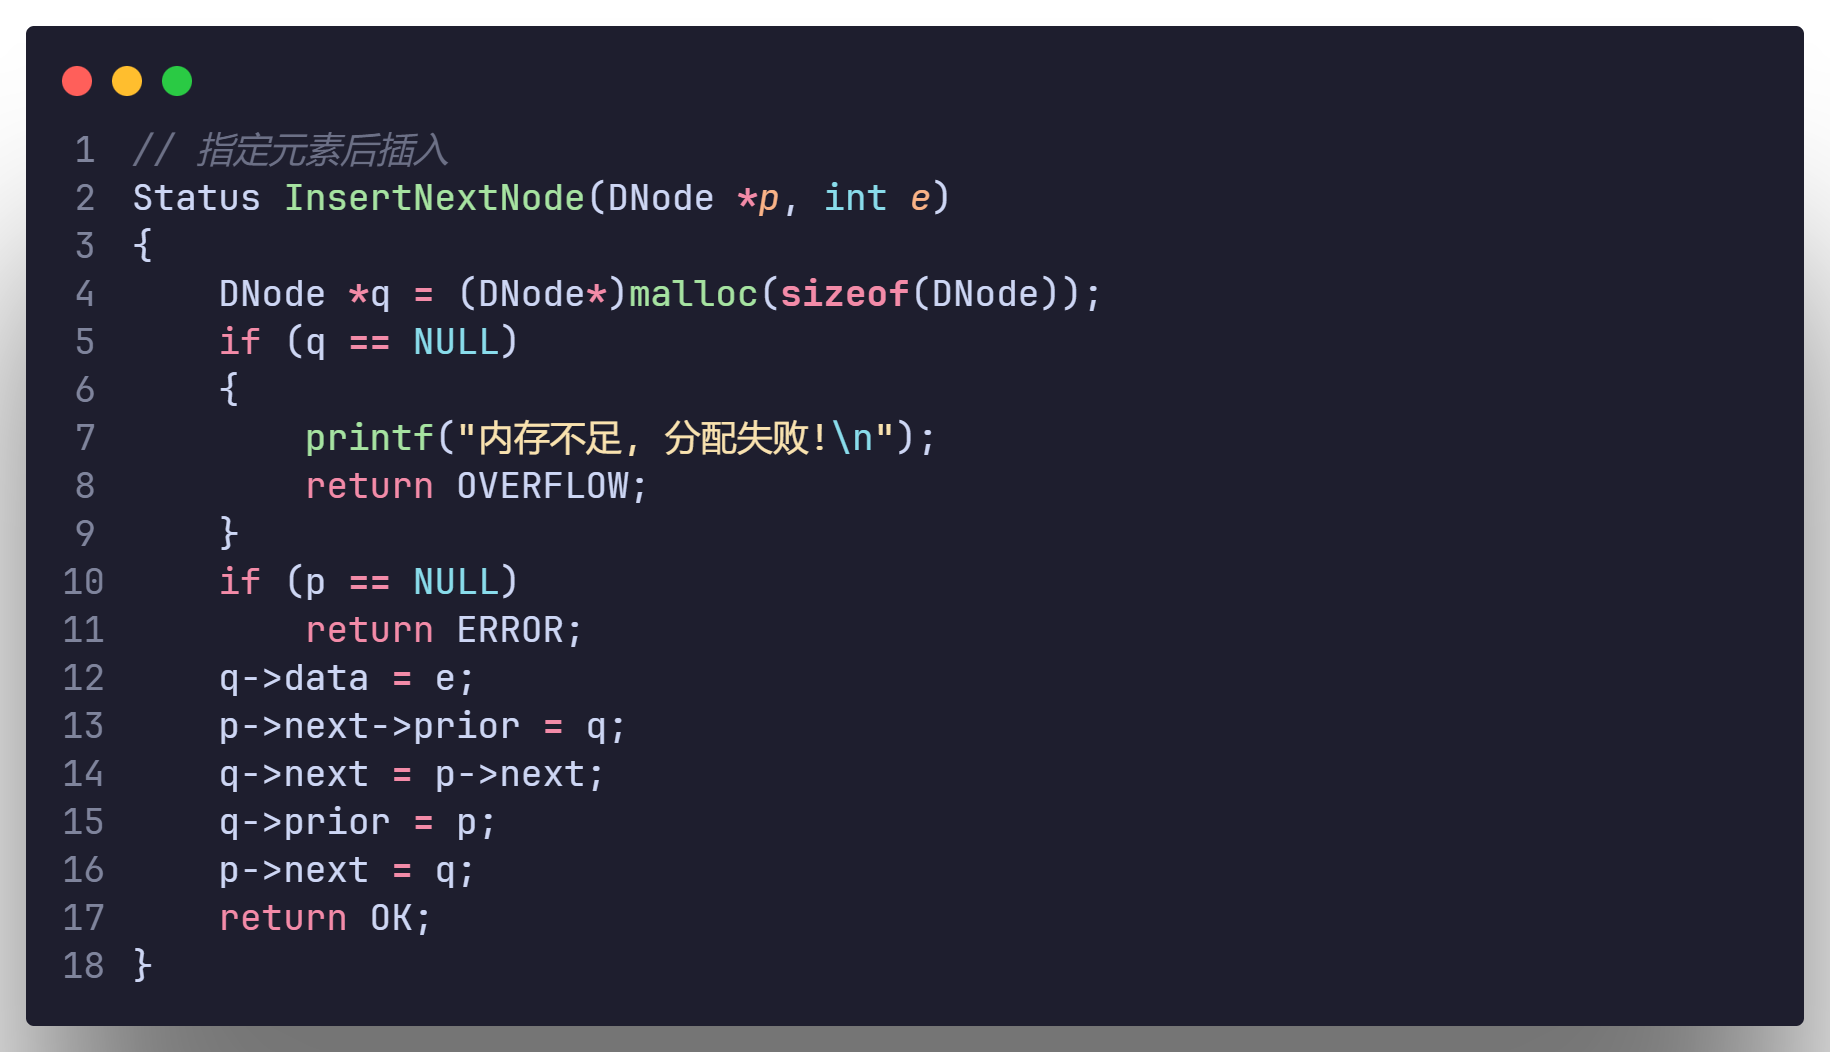 1 // 指定元素后插入
2 Status InsertNextNode(DNode *p, int e)
3 {
4     DNode *q = (DNode*)malloc(sizeof(DNode));
5     if (q == NULL)
6     {
7         printf("内存不足, 分配失败!\n");
8         return OVERFLOW;
9     }
10     if (p == NULL)
11         return ERROR;
12     q->data = e;
13     p->next->prior = q;
14     q->next = p->next;
15     q->prior = p;
16     p->next = q;
17     return OK;
18 }